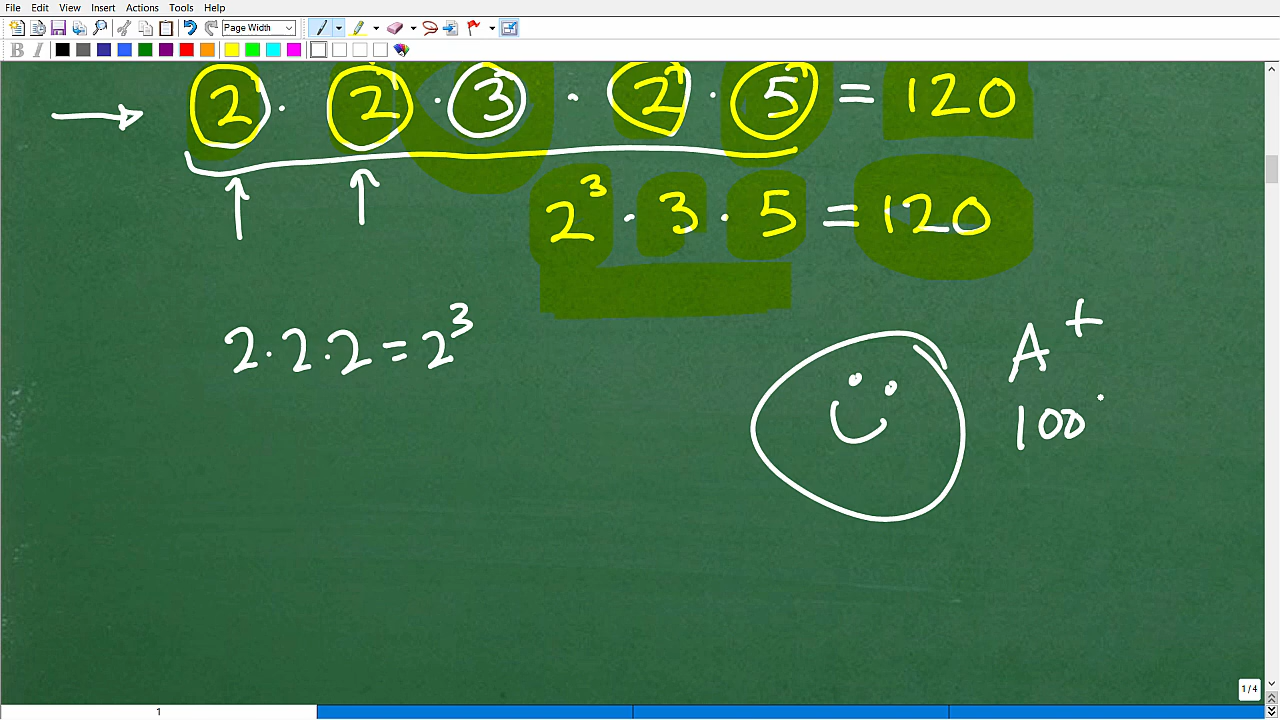 File Edit View Insert Actions Tools Help
Page Width
B I
2 · 2 · 3 · 2 · 5 = 120
2³ · 3 · 5 = 120
2·2·2=2³
A+
100
1/4
1